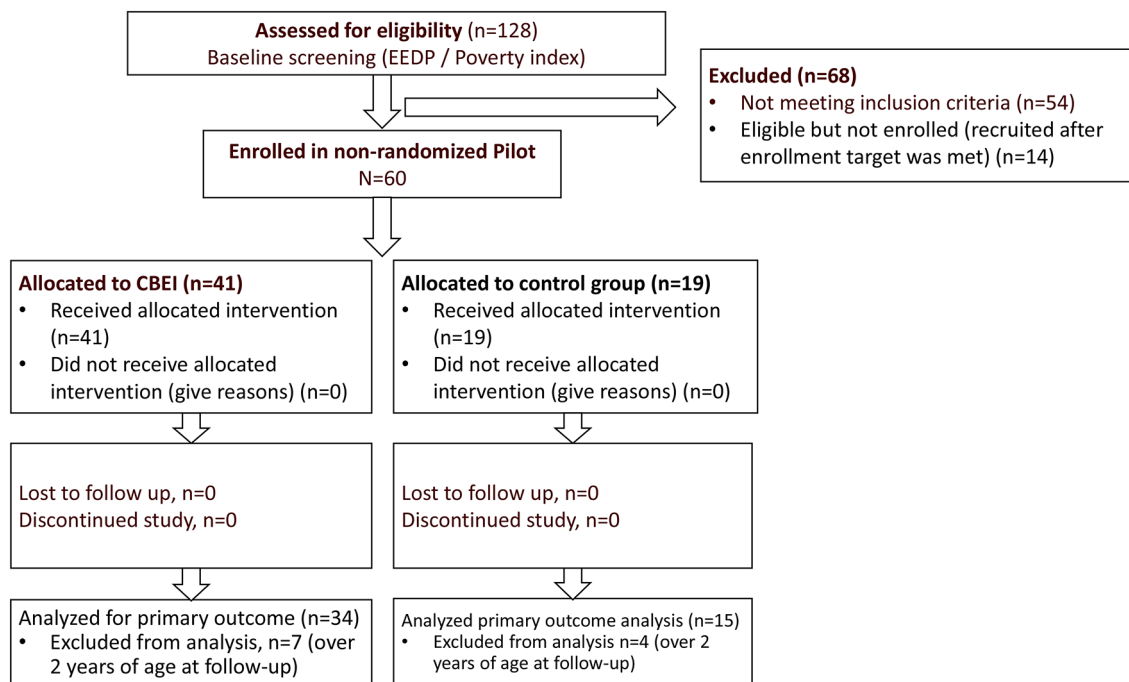 Assessed for eligibility (n=128)
Baseline screening (EEDP / Poverty index)
Excluded (n=68)
• Not meeting inclusion criteria (n=54)
• Eligible but not enrolled (recruited after
enrollment target was met) (n=14)
Enrolled in non-randomized Pilot
N=60
Allocated to CBEI (n=41)
• Received allocated intervention
(n=41)
• Did not receive allocated
intervention (give reasons) (n=0)
Allocated to control group (n=19)
• Received allocated intervention
(n=19)
• Did not receive allocated
intervention (give reasons) (n=0)
Lost to follow up, n=0
Discontinued study, n=0
Lost to follow up, n=0
Discontinued study, n=0
Analyzed for primary outcome (n=34)
• Excluded from analysis, n=7 (over
2 years of age at follow-up)
Analyzed primary outcome analysis (n=15)
• Excluded from analysis n=4 (over 2
years of age at follow-up)